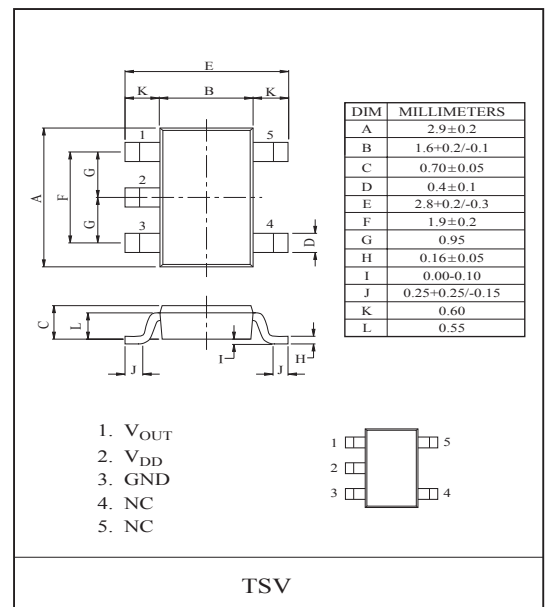 E
K B K
1 5
G
2
A F
G
3 4 D
C L
J I H J
DIM MILLIMETERS
A 2.9±0.2
B 1.6+0.2/-0.1
C 0.70±0.05
D 0.4±0.1
E 2.8+0.2/-0.3
F 1.9±0.2
G 0.95
H 0.16±0.05
I 0.00-0.10
J 0.25+0.25/-0.15
K 0.60
L 0.55
1. VOUT
2. VDD
3. GND
4. NC
5. NC
1 5
2
3 4
TSV